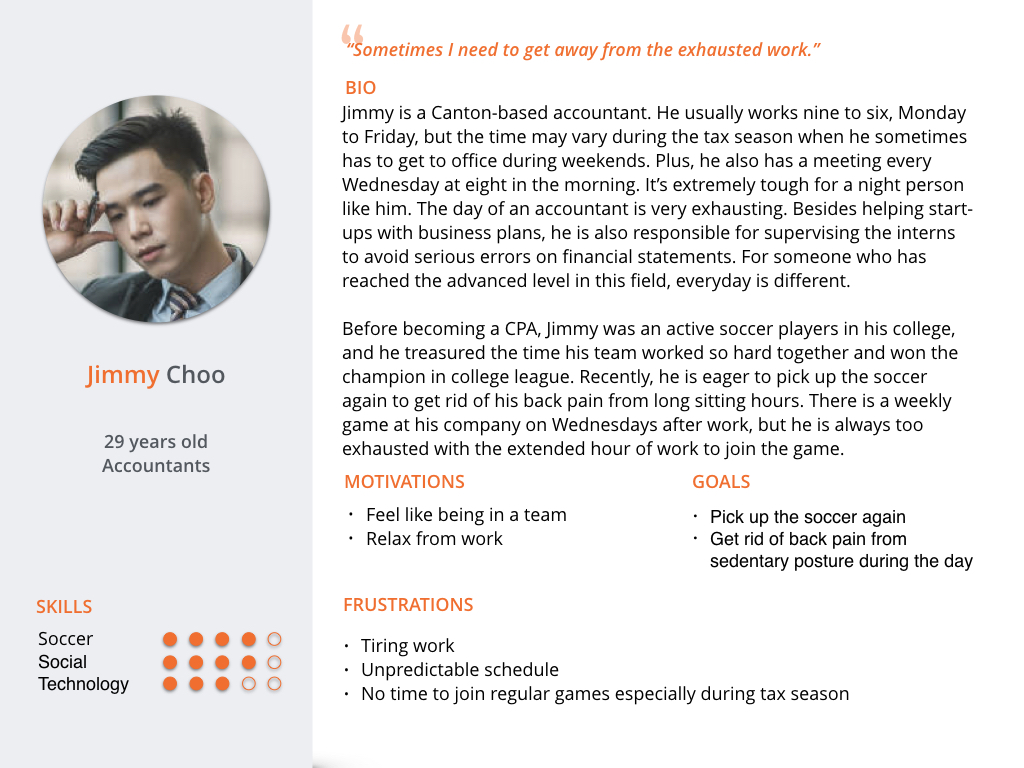 “Sometimes I need to get away from the exhausted work.”
BIO
Jimmy is a Canton-based accountant. He usually works nine to six, Monday
to Friday, but the time may vary during the tax season when he sometimes
has to get to office during weekends. Plus, he also has a meeting every
Wednesday at eight in the morning. It’s extremely tough for a night person
like him. The day of an accountant is very exhausting. Besides helping start-
ups with business plans, he is also responsible for supervising the interns
to avoid serious errors on financial statements. For someone who has
reached the advanced level in this field, everyday is different.
Before becoming a CPA, Jimmy was an active soccer players in his college,
and he treasured the time his team worked so hard together and won the
champion in college league. Recently, he is eager to pick up the soccer
again to get rid of his back pain from long sitting hours. There is a weekly
game at his company on Wednesdays after work, but he is always too
exhausted with the extended hour of work to join the game.
Jimmy Choo
29 years old
Accountants
MOTIVATIONS
· Feel like being in a team
· Relax from work
GOALS
· Pick up the soccer again
· Get rid of back pain from
sedentary posture during the day
SKILLS
Soccer
Social
Technology
FRUSTRATIONS
· Tiring work
· Unpredictable schedule
· No time to join regular games especially during tax season